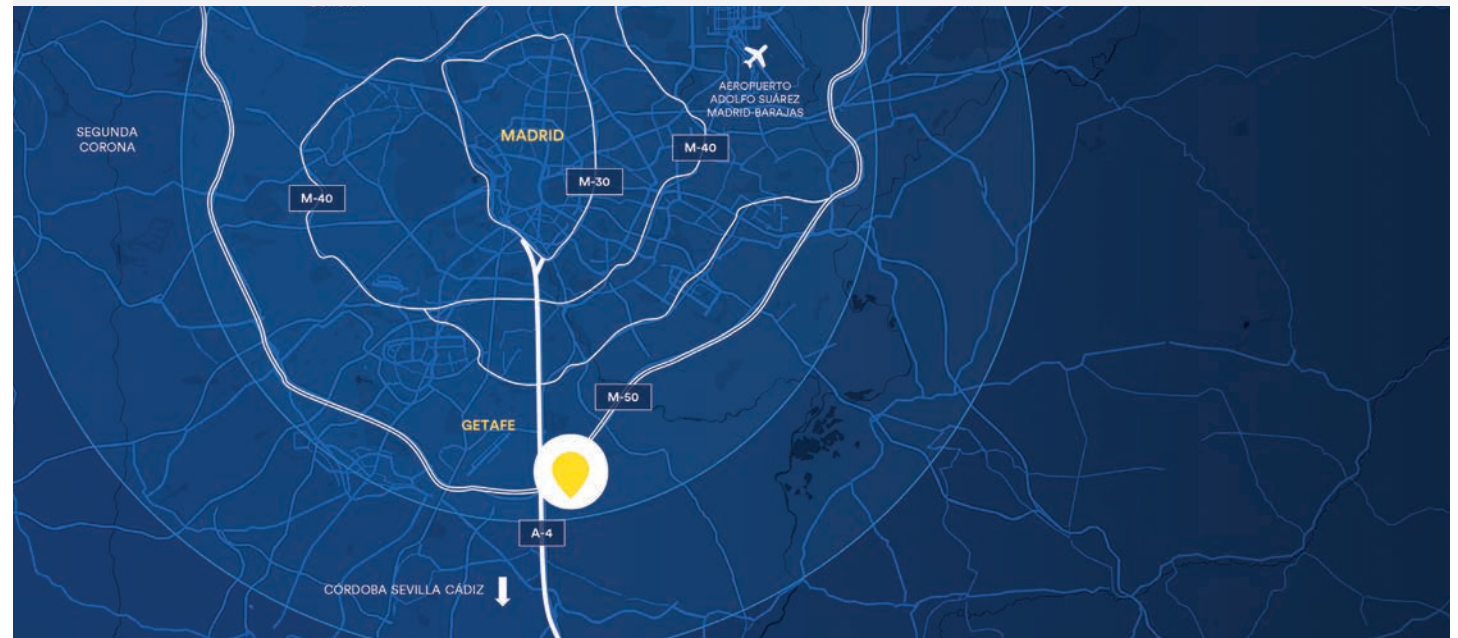 AEROPUERTO
ADOLFO SUÁREZ
MADRID-BARAJAS
SEGUNDA
CORONA
MADRID
M-40
M-30
M-40
M-50
GETAFE
A-4
CÓRDOBA SEVILLA CÁDIZ